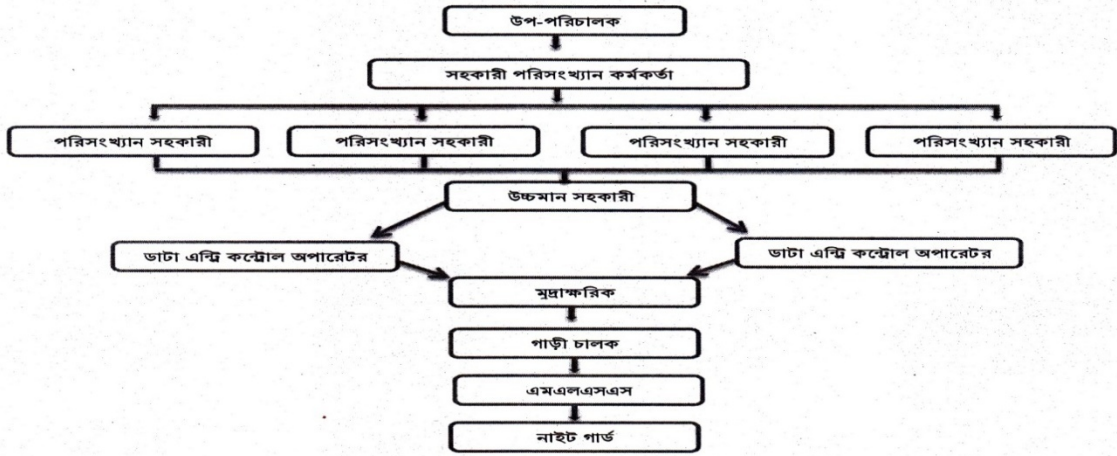 উপ-পরিচালক
সহকারী পরিসংখ্যান কর্মকর্তা
পরিসংখ্যান সহকারী
পরিসংখ্যান সহকারী
পরিসংখ্যান সহকারী
পরিসংখ্যান সহকারী
উচ্চমান সহকারী
ডাটা এন্ট্রি কন্ট্রোল অপারেটর
ডাটা এন্ট্রি কন্ট্রোল অপারেটর
মুদ্রাক্ষরিক
গাড়ী চালক
এমএলএসএস
নাইট গার্ড